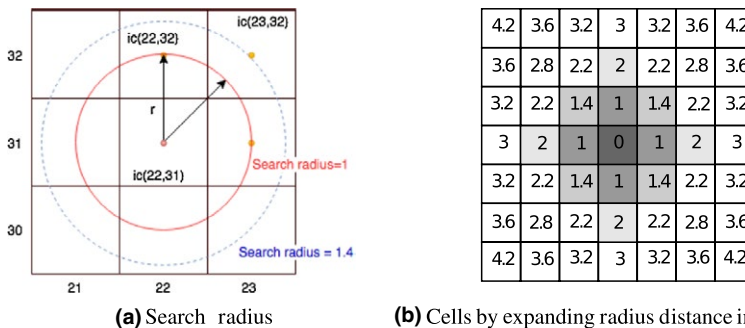 ic(23,32)
32
ic(22,32)
r
31
Search radius=1
ic(22,31)
30
Search radius = 1.4
21 22 23
(a) Search radius
4.2 3.6 3.2 3 3.2 3.6 4.2
3.6 2.8 2.2 2 2.2 2.8 3.6
3.2 2.2 1.4 1 1.4 2.2 3.2
3 2 1 0 1 2 3
3.2 2.2 1.4 1 1.4 2.2 3.2
3.6 2.8 2.2 2 2.2 2.8 3.6
4.2 3.6 3.2 3 3.2 3.6 4.2
(b) Cells by expanding radius distance in